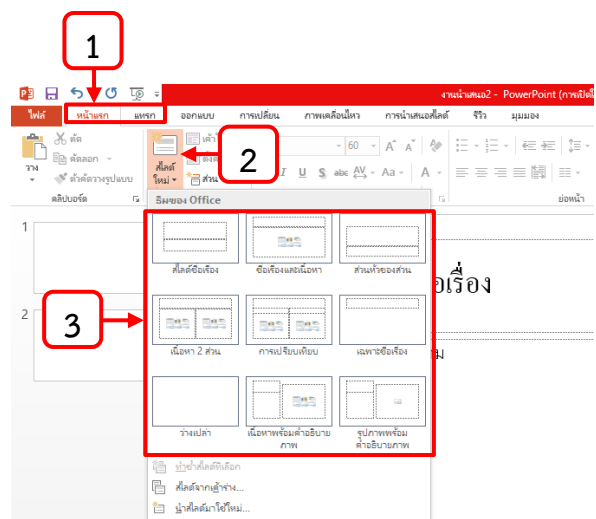 1
งานนำเสนอ2 - PowerPoint (การเปิดใ
ไฟล์ หน้าแรก แทรก ออกแบบ การเปลี่ยน ภาพเคลื่อนไหว การนำเสนอสไลด์ รีวิว มุมมอง
ตัด
คัดลอก
ตัวคัดวางรูปแบบ
วาง
คลิปบอร์ด
สไลด์
ใหม่
ส่วน
2
60
U S abc AV Aa A
ย่อหน้า
ธีมของ Office
1
สไลด์ชื่อเรื่อง ชื่อเรื่องและเนื้อหา ส่วนหัวของส่วน
อเรื่อง
2
3
เนื้อหา 2 ส่วน การเปรียบเทียบ เฉพาะชื่อเรื่อง
ว่างเปล่า เนื้อหาพร้อมคำอธิบาย รูปภาพพร้อม
ภาพ คำอธิบายภาพ
ทำซ้ำสไลด์ที่เลือก
สไลด์จากเค้าร่าง...
นำสไลด์มาใช้ใหม่...